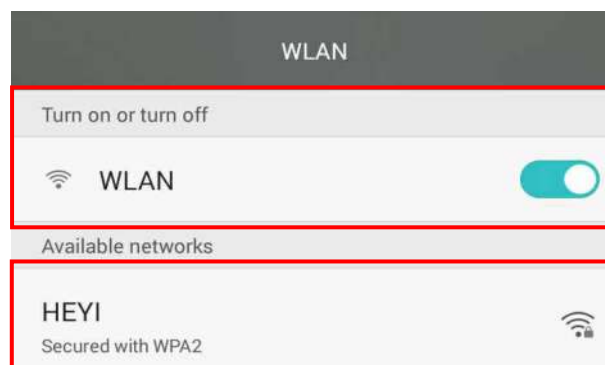 WLAN
Turn on or turn off
WLAN
Available networks
HEYI
Secured with WPA2